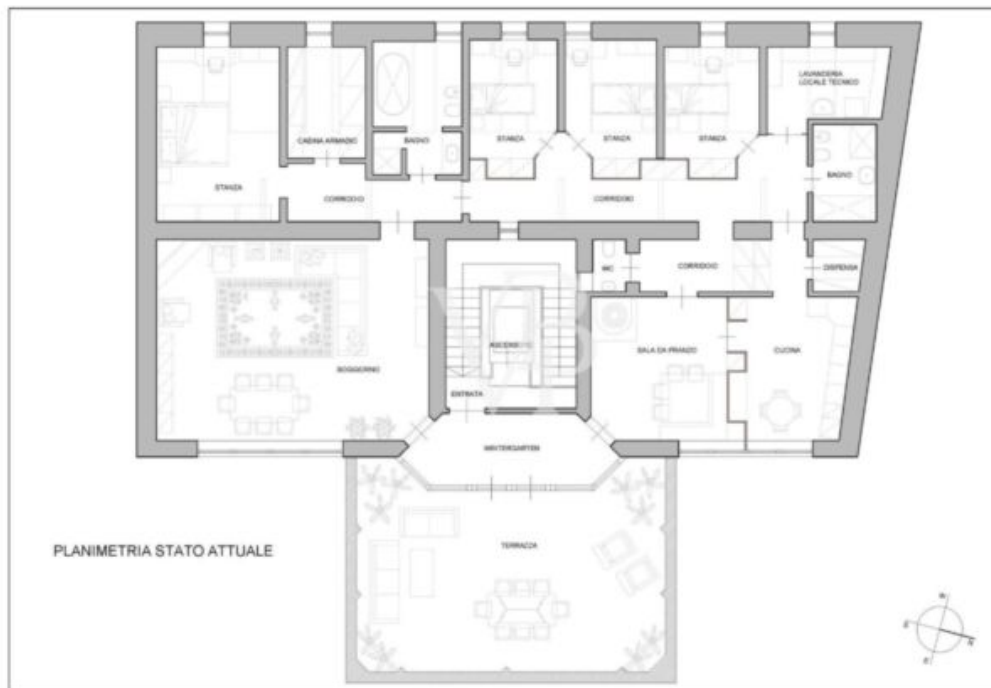 LAVANDERIA
LOCALE TECNICO
CABINA ARMADIO
BAGNO
STANZA
STANZA
STANZA
BAGNO
STANZA
CORRIDOIO
CORRIDOIO
WC
CORRIDOIO
DISPENSA
SOGGIORNO
SALA DA PRANZO
CUCINA
ENTRATA
WINTERGARTEN
TERRAZZA
PLANIMETRIA STATO ATTUALE
N